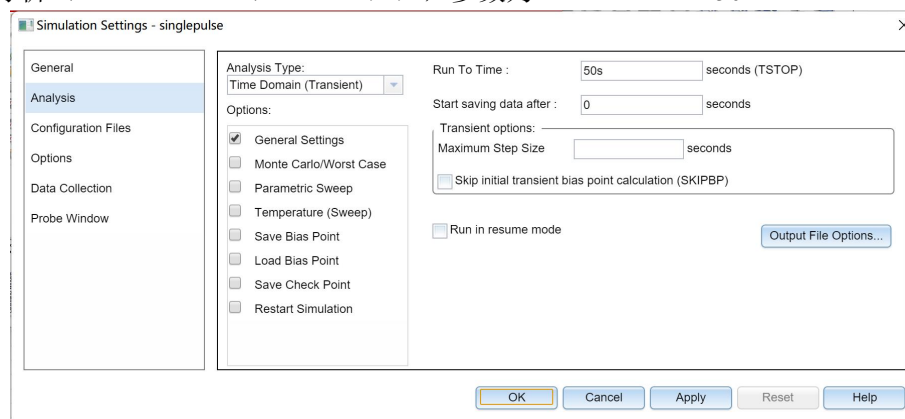 参数为
Simulation Settings - singlepulse
General
Analysis
Configuration Files
Options
Data Collection
Probe Window
Analysis Type:
Time Domain (Transient)
Options:
General Settings
Monte Carlo/Worst Case
Parametric Sweep
Temperature (Sweep)
Save Bias Point
Load Bias Point
Save Check Point
Restart Simulation
Run To Time : 50s seconds (TSTOP)
Start saving data after : 0 seconds
Transient options:
Maximum Step Size seconds
Skip initial transient bias point calculation (SKIPBP)
Run in resume mode
Output File Options...
OK Cancel Apply Reset Help